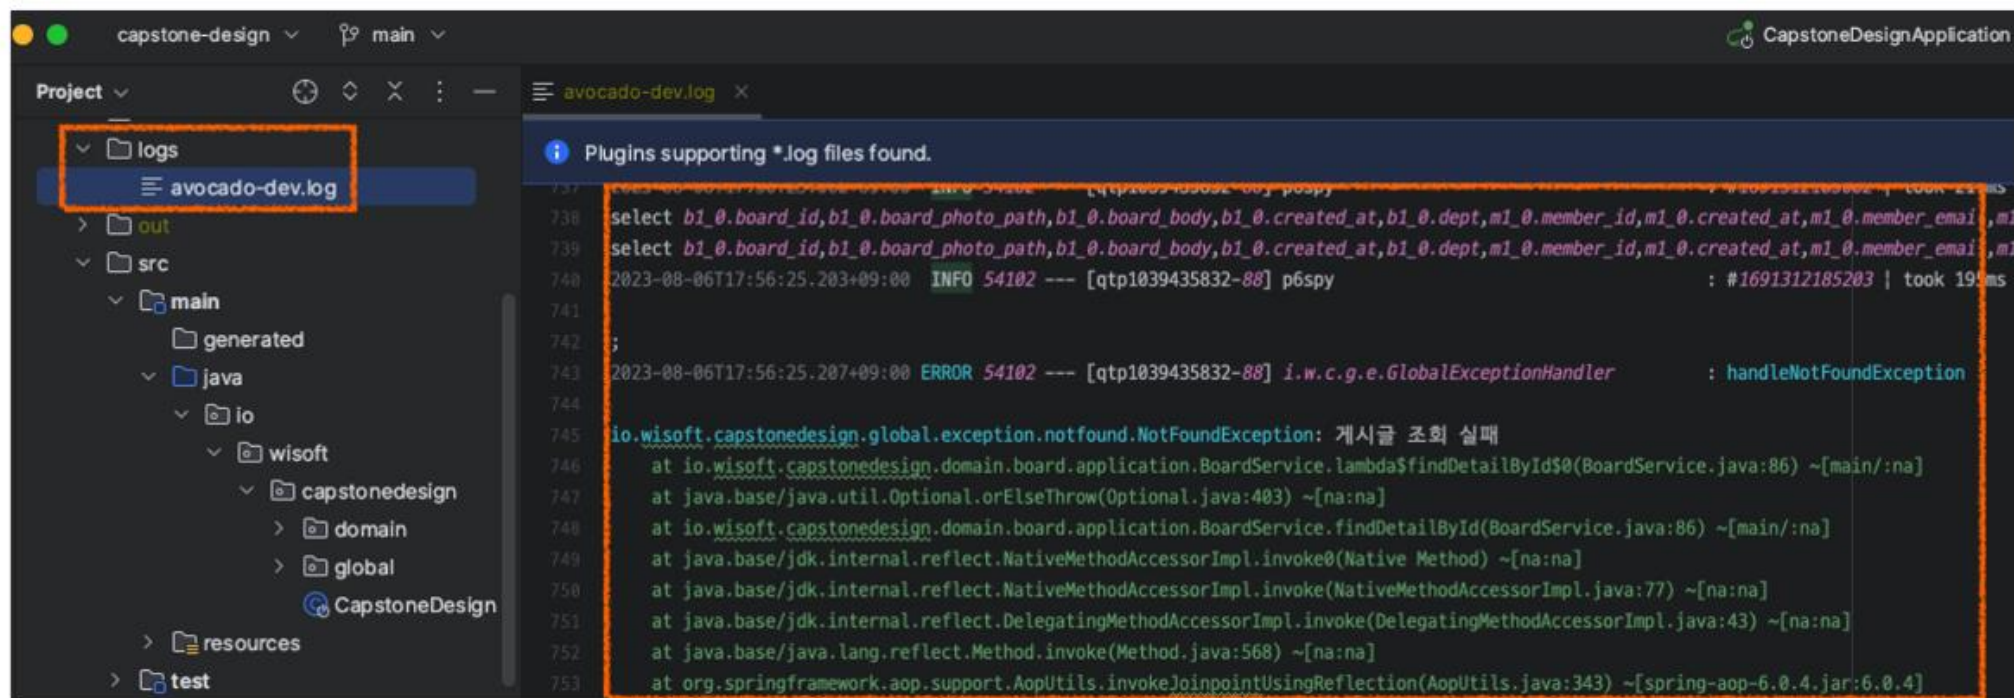 capstone-design main
CapstoneDesignApplication
Project
logs
avocado-dev.log
out
src
main
generated
java
io
wisoft
capstonedesign
domain
global
CapstoneDesign
resources
test
avocado-dev.log
Plugins supporting *.log files found.
737 INFO 54102 --- [qtp1039435832-88] p6spy : | took
738 select b1_0.board_id,b1_0.board_photo_path,b1_0.board_body,b1_0.created_at,b1_0.dept,m1_0.member_id,m1_0.created_at,m1_0.member_email,m1
739 select b1_0.board_id,b1_0.board_photo_path,b1_0.board_body,b1_0.created_at,b1_0.dept,m1_0.member_id,m1_0.created_at,m1_0.member_email,m1
740 2023-08-06T17:56:25.203+09:00 INFO 54102 --- [qtp1039435832-88] p6spy : #1691312185203 | took 195ms
741
742 ;
743 2023-08-06T17:56:25.207+09:00 ERROR 54102 --- [qtp1039435832-88] i.w.c.g.e.GlobalExceptionHandler : handleNotFoundException
744
745 io.wisoft.capstonedesign.global.exception.notfound.NotFoundException: 게시글 조회 실패
746 at io.wisoft.capstonedesign.domain.board.application.BoardService.lambda$findDetailById$0(BoardService.java:86) ~[main/:na]
747 at java.base/java.util.Optional.orElseThrow(Optional.java:403) ~[na:na]
748 at io.wisoft.capstonedesign.domain.board.application.BoardService.findDetailById(BoardService.java:86) ~[main/:na]
749 at java.base/jdk.internal.reflect.NativeMethodAccessorImpl.invoke0(Native Method) ~[na:na]
750 at java.base/jdk.internal.reflect.NativeMethodAccessorImpl.invoke(NativeMethodAccessorImpl.java:77) ~[na:na]
751 at java.base/jdk.internal.reflect.DelegatingMethodAccessorImpl.invoke(DelegatingMethodAccessorImpl.java:43) ~[na:na]
752 at java.base/java.lang.reflect.Method.invoke(Method.java:568) ~[na:na]
753 at org.springframework.aop.support.AopUtils.invokeJoinpointUsingReflection(AopUtils.java:343) ~[spring-aop-6.0.4.jar:6.0.4]